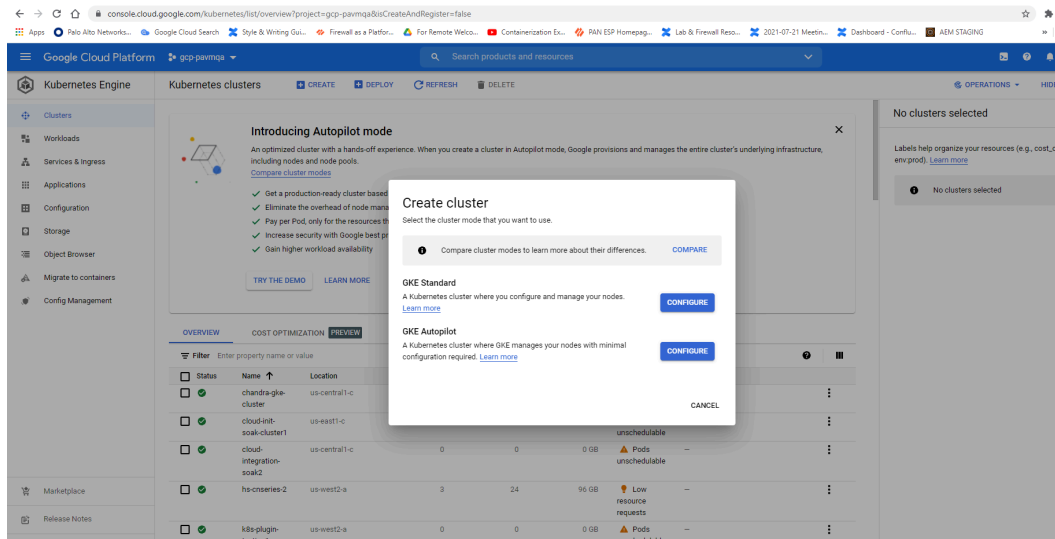 console.cloud.google.com/kubernetes/list/overview?project=gcp-pavmqa&isCreateAndRegister=false
Apps Palo Alto Networks... Google Cloud Search Style & Writing Gui... Firewall as a Platfor... For Remote Welco... Containerization Ex... PAN ESP Homepag... Lab & Firewall Reso... 2021-07-21 Meetin... Dashboard - Conflu... AEM STAGING »
Google Cloud Platform gcp-pavmqa Search products and resources
Kubernetes Engine Kubernetes clusters CREATE DEPLOY REFRESH DELETE OPERATIONS HIDE
Clusters
Workloads
Services & Ingress
Applications
Configuration
Storage
Object Browser
Migrate to containers
Config Management
Marketplace
Release Notes
Introducing Autopilot mode
An optimized cluster with a hands-off experience. When you create a cluster in Autopilot mode, Google provisions and manages the entire cluster's underlying infrastructure,
including nodes and node pools.
Compare cluster modes
Get a production-ready cluster based
Eliminate the overhead of node mana
Pay per Pod, only for the resources th
Increase security with Google best pr
Gain higher workload availability
TRY THE DEMO LEARN MORE
OVERVIEW COST OPTIMIZATION PREVIEW
Filter Enter property name or value
Status Name Location
chandra-gke- us-central1-c
cluster
cloud-init- us-east1-c
soak-cluster1 unschedulable
cloud- us-central1-c 0 0 0 GB Pods –
integration- unschedulable
soak2
hs-cnseries-2 us-west2-a 3 24 96 GB Low –
resource
requests
k8s-plugin- us-west2-a 0 0 0 GB Pods –
Create cluster
Select the cluster mode that you want to use.
Compare cluster modes to learn more about their differences. COMPARE
GKE Standard
A Kubernetes cluster where you configure and manage your nodes.
Learn more
CONFIGURE
GKE Autopilot
A Kubernetes cluster where GKE manages your nodes with minimal
configuration required. Learn more
CONFIGURE
CANCEL
No clusters selected
Labels help organize your resources (e.g., cost_c
env:prod). Learn more
No clusters selected